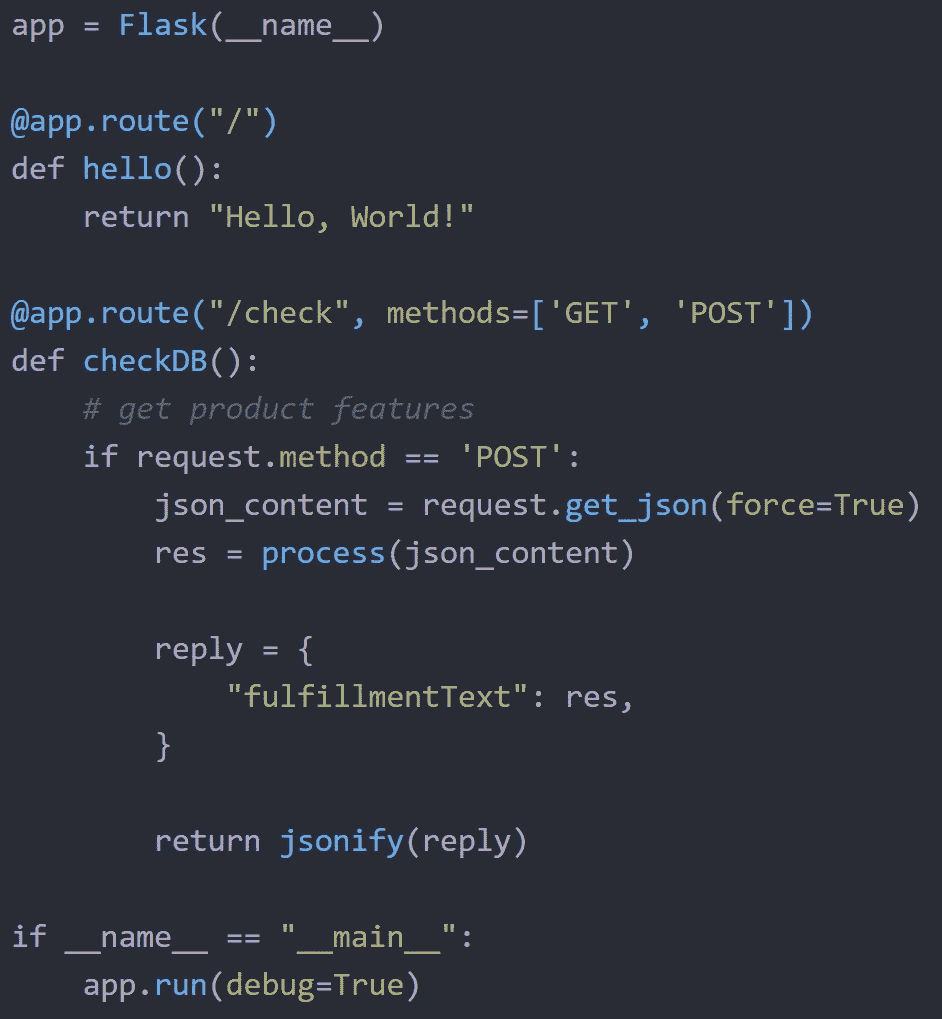 app = Flask(__name__)
@app.route("/")
def hello():
    return "Hello, World!"
@app.route("/check", methods=['GET', 'POST'])
def checkDB():
    # get product features
    if request.method == 'POST':
        json_content = request.get_json(force=True)
        res = process(json_content)
        reply = {
            "fulfillmentText": res,
        }
        return jsonify(reply)
if __name__ == "__main__":
    app.run(debug=True)